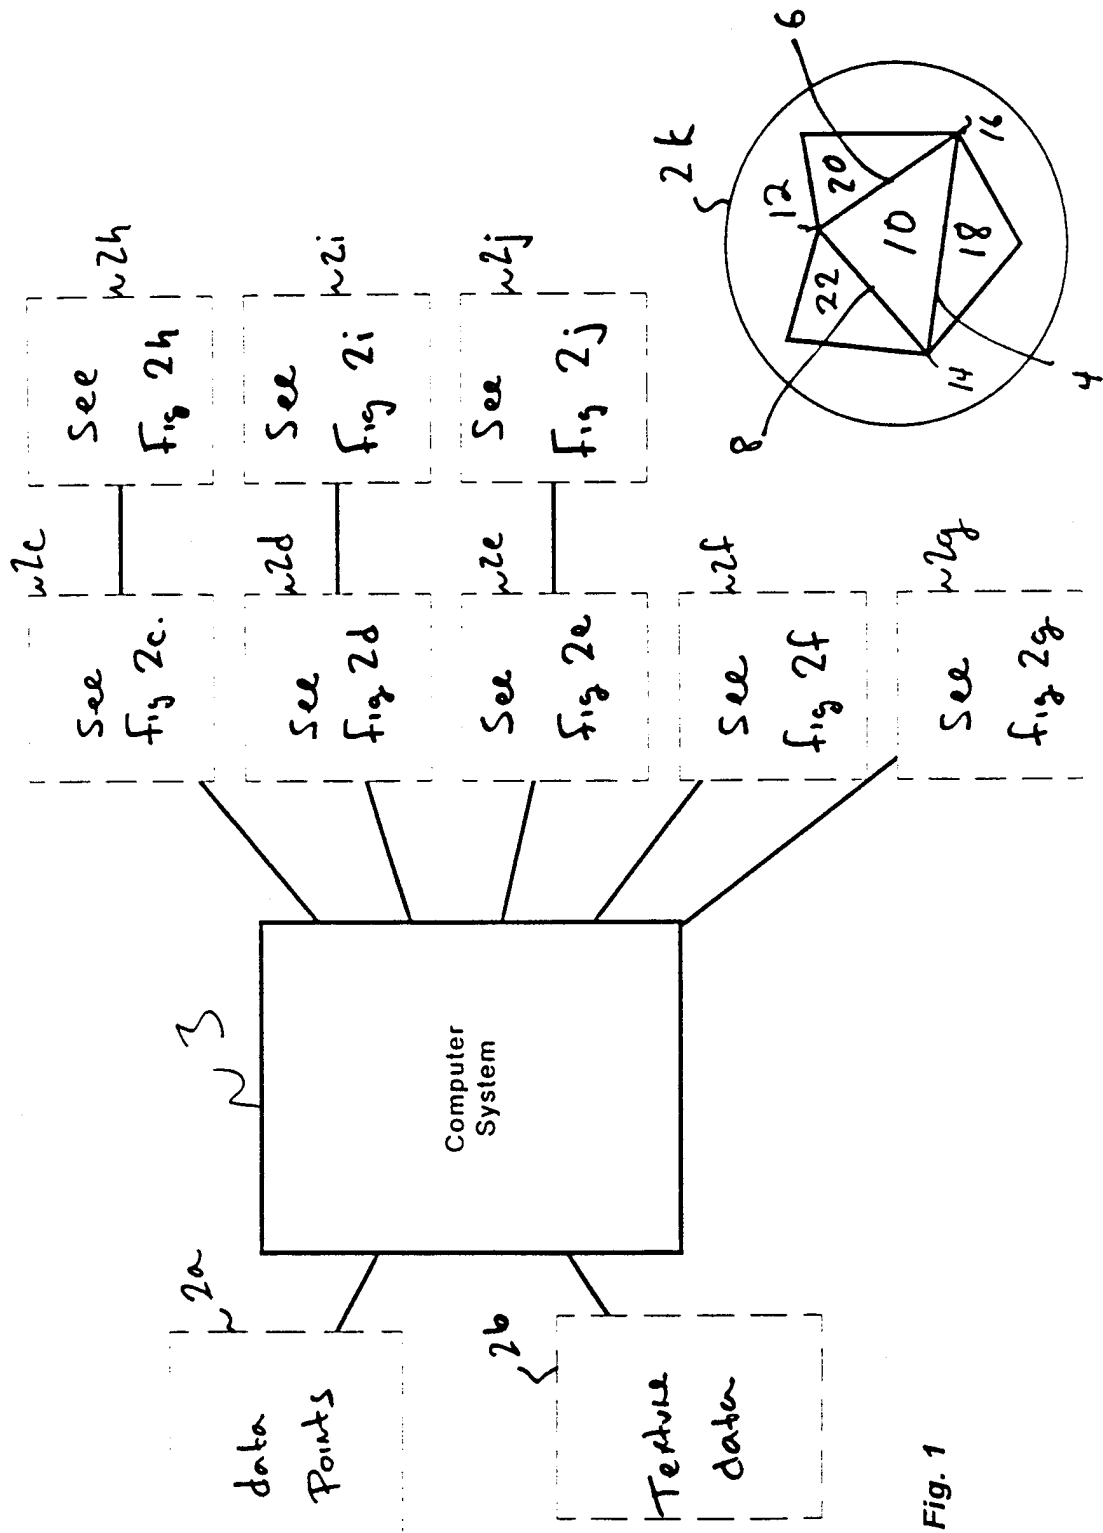 data
Points
2a
Texture
data
2b
3
Computer
System
See
Fig 2c.
2c
See
Fig 2d
2d
See
Fig 2e
2e
See
fig 2f
2f
See
fig 2g
2g
See
Fig 2h
2h
See
Fig 2i
2i
See
Fig 2j
2j
2k
12
20
6
16
22
10
18
8
14
4
Fig. 1